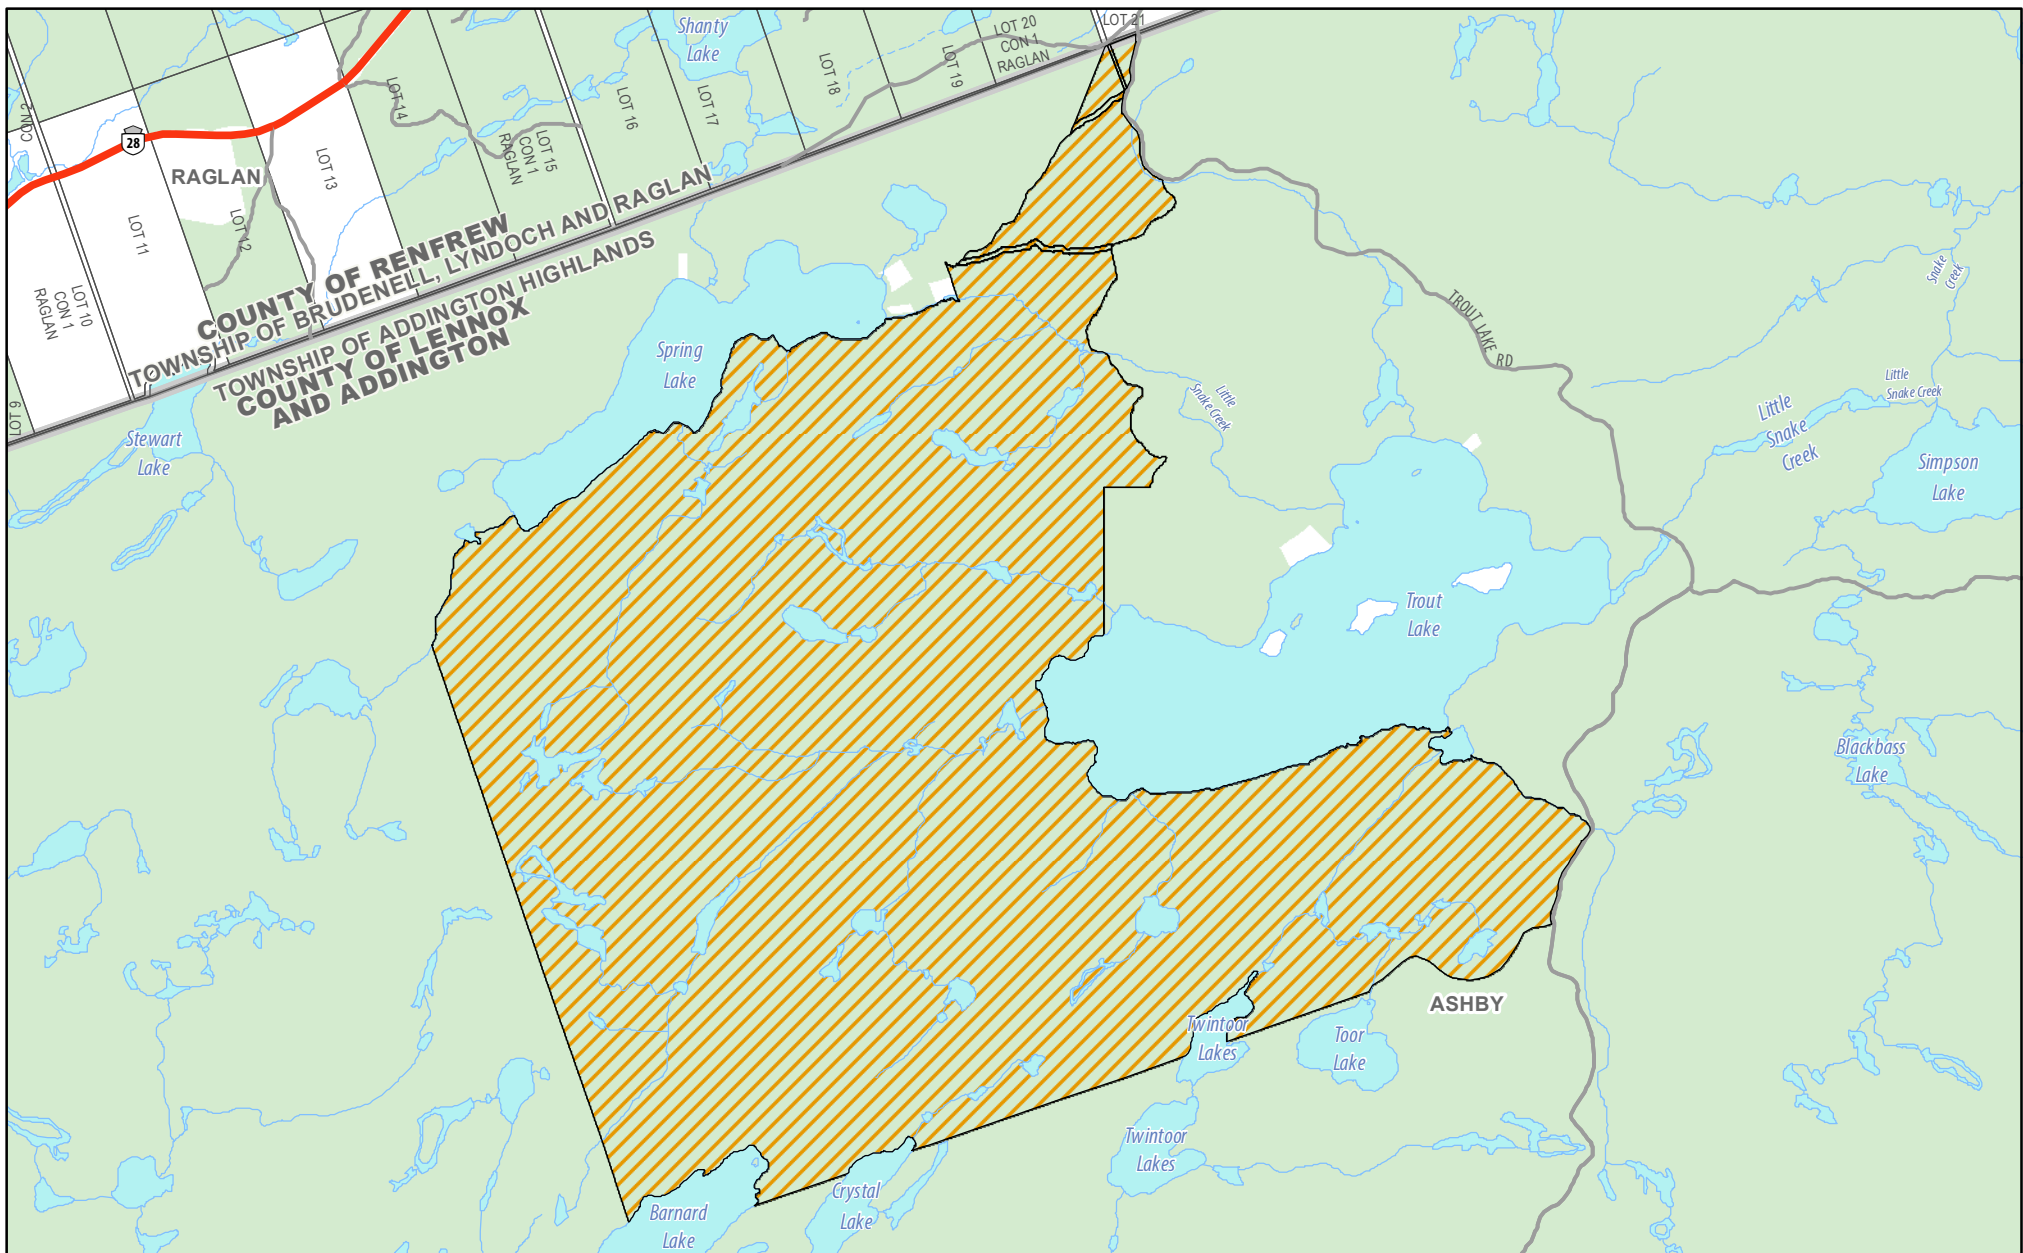 Shanty
Lake
LOT 20
CON 1
RAGLAN
LOT 21
LOT 19
LOT 18
LOT 17
LOT 16
LOT 15
CON 1
RAGLAN
LOT 14
LOT 13
LOT 12
LOT 11
LOT 10
CON 1
RAGLAN
LOT 9
CON 2
28
RAGLAN
COUNTY OF RENFREW
TOWNSHIP OF BRUDENELL, LYNDOCH AND RAGLAN
TOWNSHIP OF ADDINGTON HIGHLANDS
COUNTY OF LENNOX
AND ADDINGTON
Stewart
Lake
Spring
Lake
TROUT LAKE RD
Snake
Creek
Little
Snake Creek
Little
Snake Creek
Little
Snake
Creek
Simpson
Lake
Trout
Lake
Blackbass
Lake
ASHBY
Twintoor
Lakes
Toor
Lake
Twintoor
Lakes
Crystal
Lake
Barnard
Lake